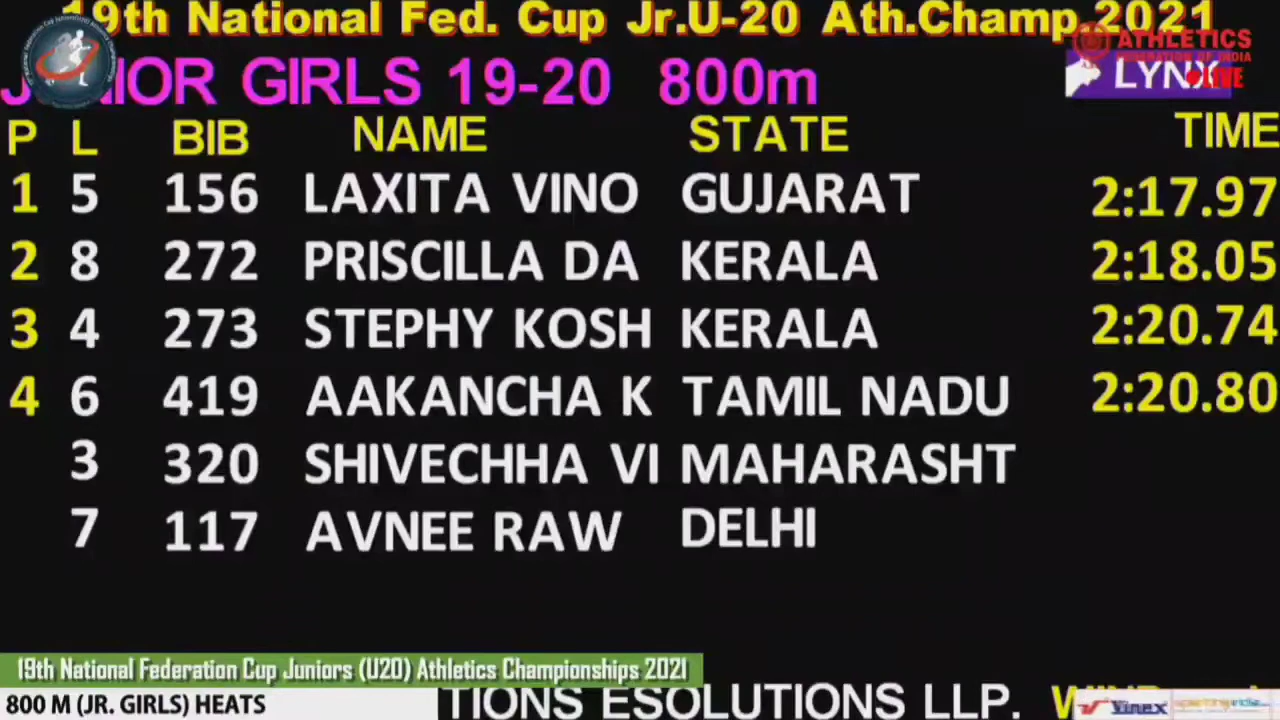 19th National Fed. Cup Jr.U-20 Ath.Champ.2021
ATHLETICS
FEDERATION OF INDIA
LIVE
JUNIOR GIRLS 19-20 800m
LYNX
P L BIB NAME STATE TIME
1 5 156 LAXITA VINO GUJARAT 2:17.97
2 8 272 PRISCILLA DA KERALA 2:18.05
3 4 273 STEPHY KOSH KERALA 2:20.74
4 6 419 AAKANCHA K TAMIL NADU 2:20.80
3 320 SHIVECHHA VI MAHARASHT
7 117 AVNEE RAW DELHI
19th National Federation Cup Juniors (U20) Athletics Championships 2021
800 M (JR. GIRLS) HEATS
TIONS ESOLUTIONS LLP.
Vinex